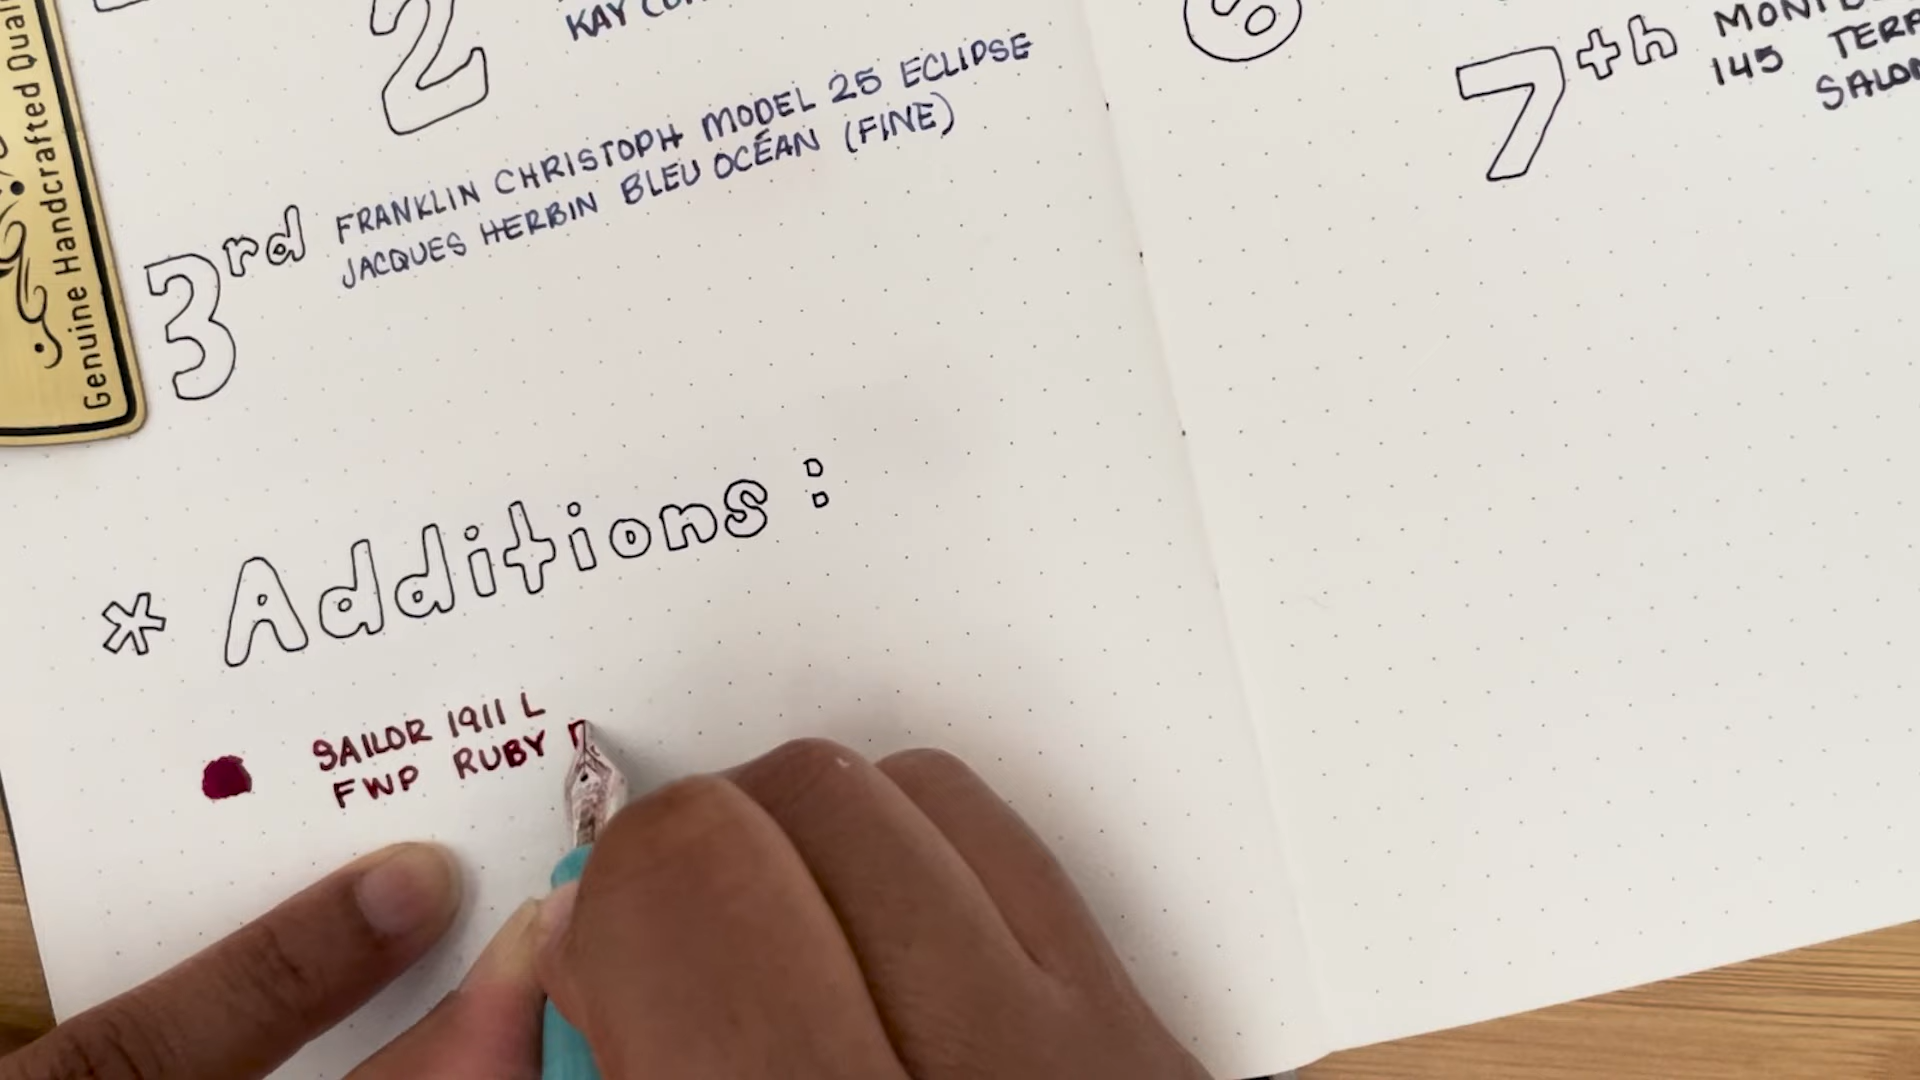 Genuine Handcrafted
2
KAY
3rd
FRANKLIN CHRISTOPH MODEL 25 ECLIPSE
JACQUES HERBIN BLEU OCÉAN (FINE)
* Additions :
SAILOR 1911 L
FWP RUBY
7th
145